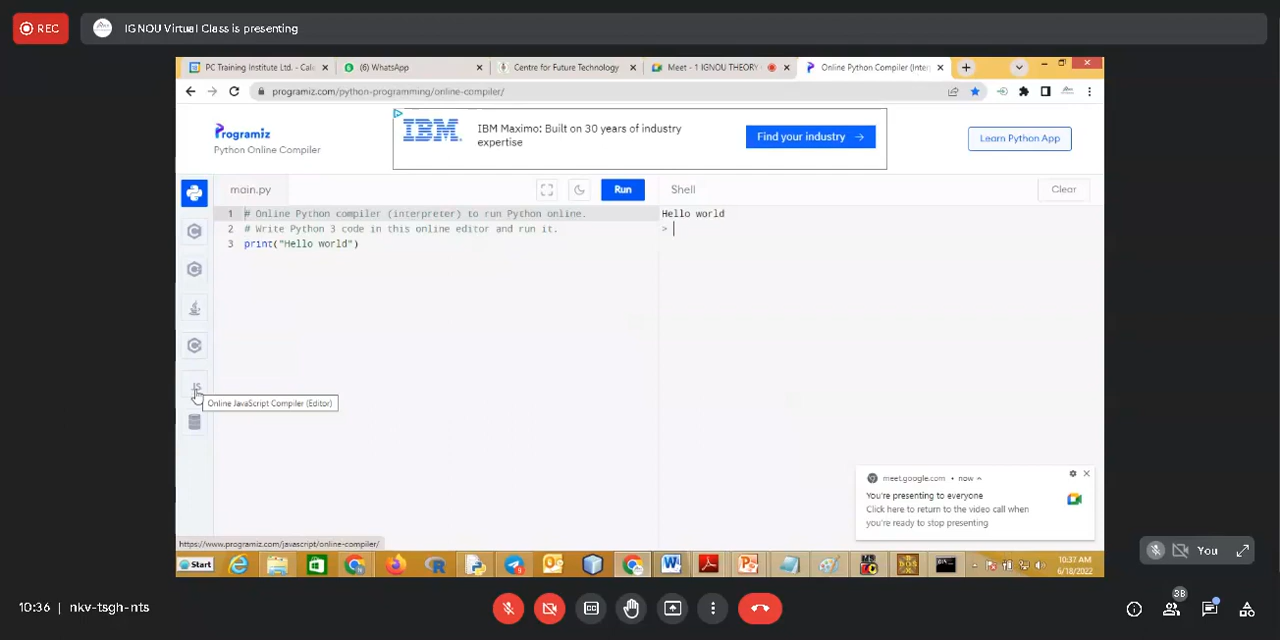 REC
IGNOU Virtual Class is presenting
PC Training Institute Ltd. - Cale
(6) WhatsApp
Centre for Future Technology
Meet - 1 IGNOU THEORY
Online Python Compiler (Inter
programiz.com/python-programming/online-compiler/
Programiz
Python Online Compiler
IBM
IBM Maximo: Built on 30 years of industry
expertise
Find your industry
Learn Python App
main.py
Run
Shell
Clear
1 # Online Python compiler (interpreter) to run Python online.
2 # Write Python 3 code in this online editor and run it.
3 print("Hello world")
Hello world
>
JS
Online JavaScript Compiler (Editor)
meet.google.com • now
You're presenting to everyone
Click here to return to the video call when
you're ready to stop presenting
https://www.programiz.com/javascript/online-compiler/
You
Start
10:37 AM
6/18/2022
10:36 | nkv-tsgh-nts
38